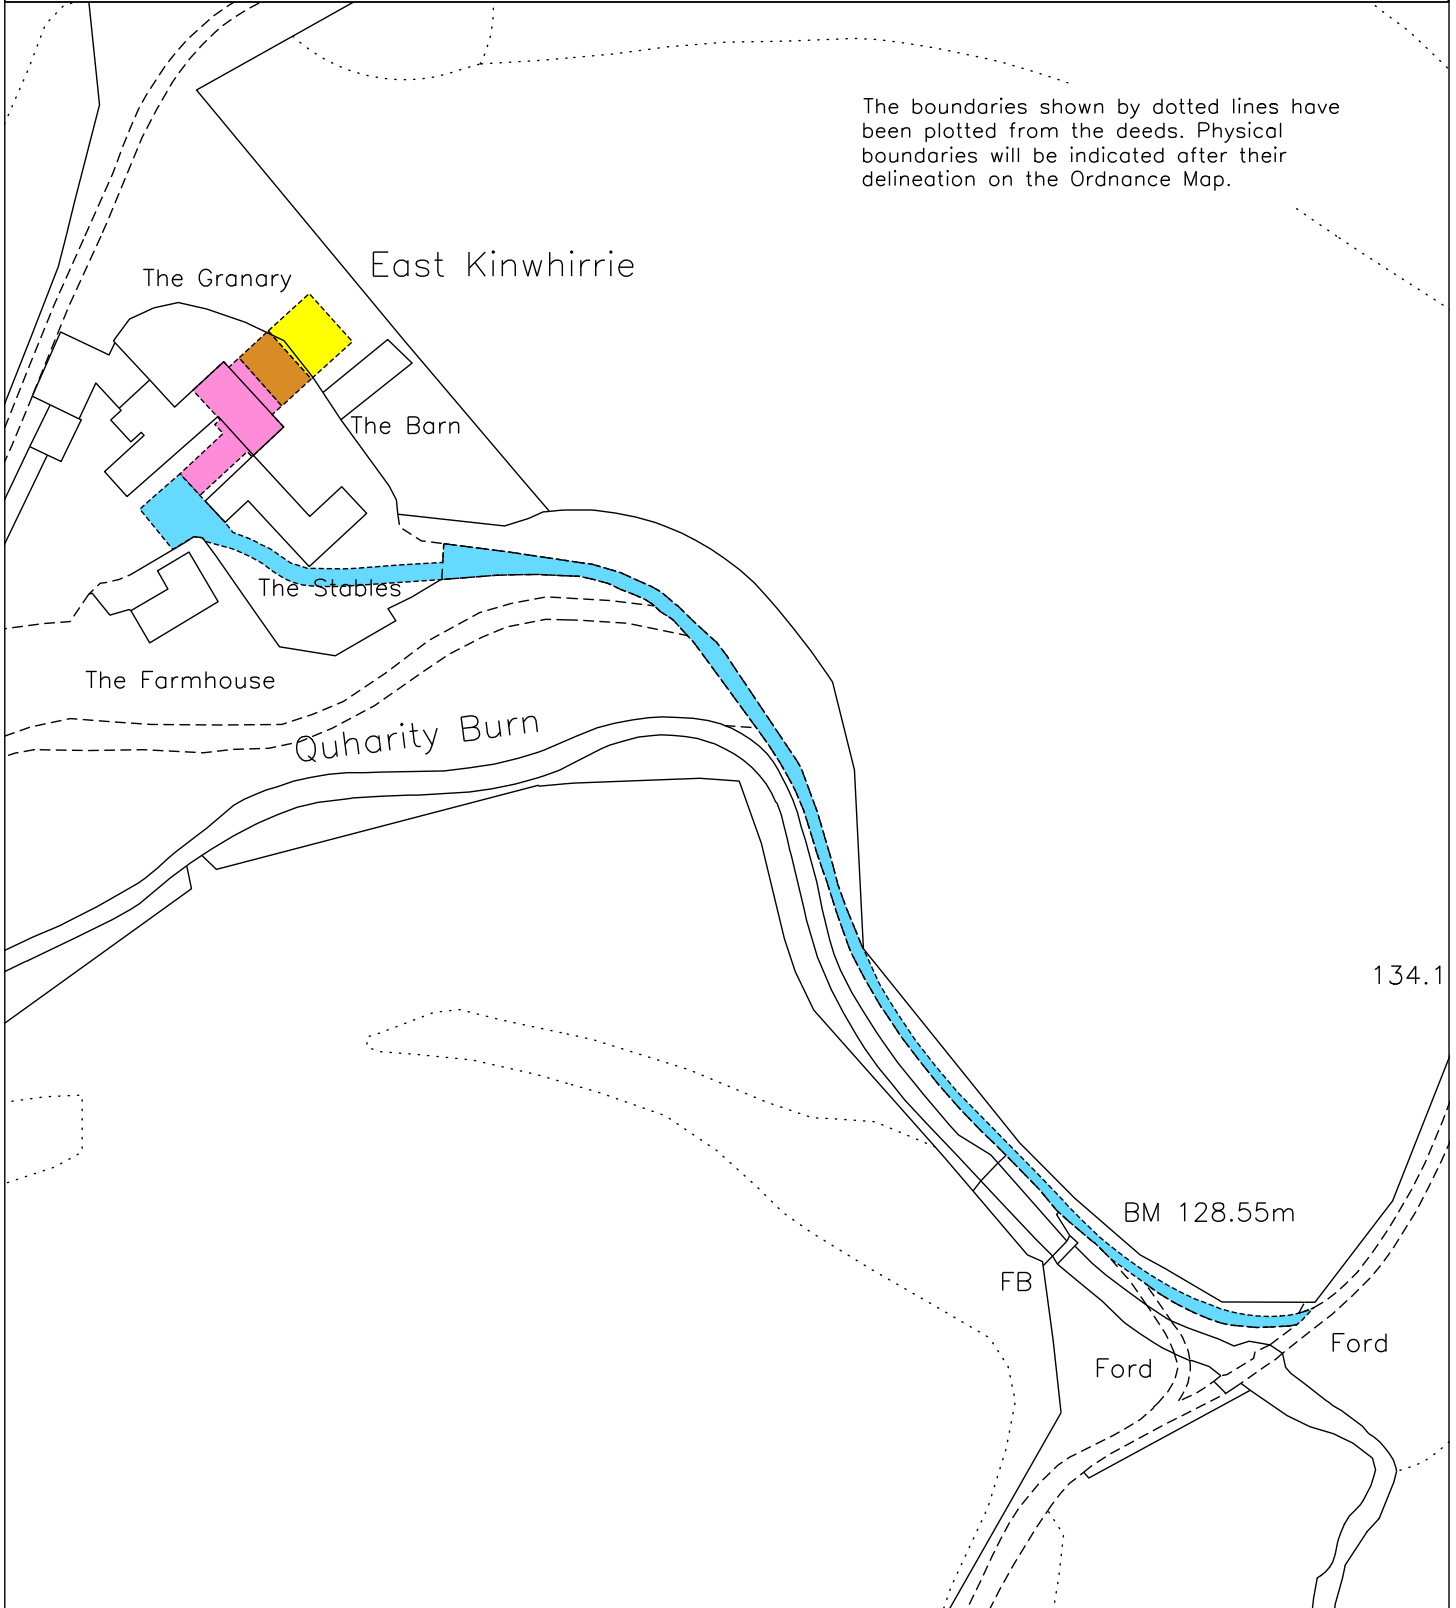 The boundaries shown by dotted lines have
been plotted from the deeds. Physical
boundaries will be indicated after their
delineation on the Ordnance Map.
East Kinwhirrie
The Granary
The Barn
The Stables
The Farmhouse
Quharity Burn
134.1
BM 128.55m
FB
Ford
Ford